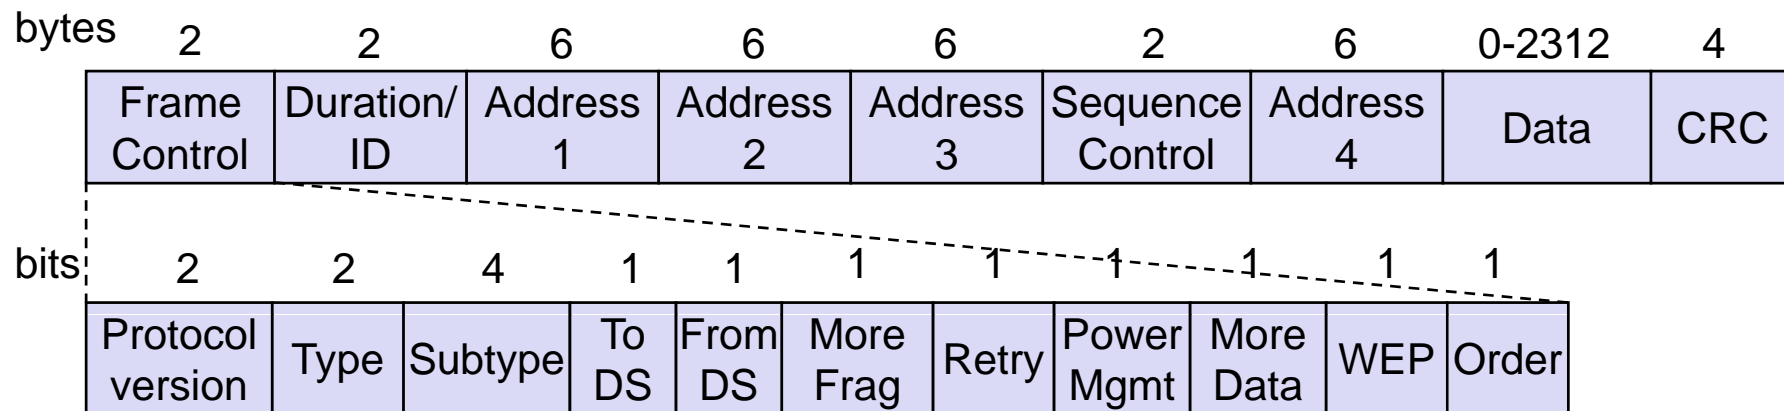 bytes 2 2 6 6 6 2 6 0-2312 4
Frame Duration/ Address Address Address Sequence Address Data CRC
Control ID 1 2 3 Control 4
bits 2 2 4 1 1 1 1 1 1 1 1
Protocol Type Subtype To From More Retry Power More WEP Order
version DS DS Frag Mgmt Data